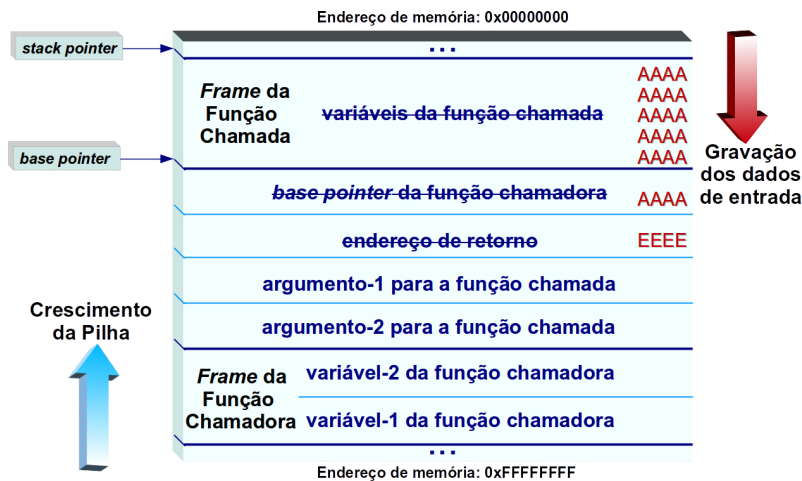 Endereço de memória: 0x00000000
stack pointer
...
Frame da
Função
Chamada
variáveis da função chamada
AAAA
AAAA
AAAA
AAAA
AAAA
base pointer
Gravação
dos dados
de entrada
base pointer da função chamadora
AAAA
endereço de retorno
EEEE
argumento-1 para a função chamada
argumento-2 para a função chamada
Crescimento
da Pilha
Frame da
Função
Chamadora
variável-2 da função chamadora
variável-1 da função chamadora
...
Endereço de memória: 0xFFFFFFFF